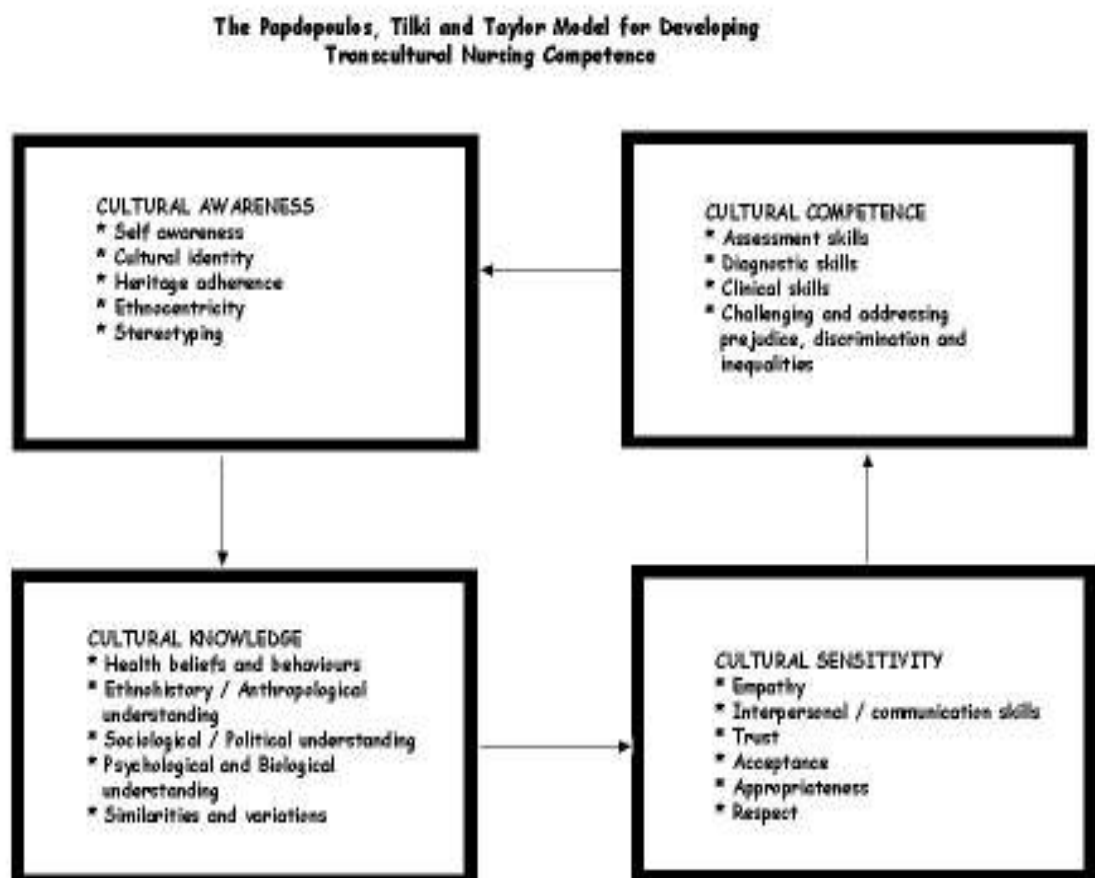 The Papdopoulos, Tilki and Taylor Model for Developing
Transcultural Nursing Competence
CULTURAL AWARENESS
* Self awareness
* Cultural identity
* Heritage adherence
* Ethnocentricity
* Stereotyping
CULTURAL COMPETENCE
* Assessment skills
* Diagnostic skills
* Clinical skills
* Challenging and addressing
prejudice, discrimination and
inequalities
CULTURAL KNOWLEDGE
* Health beliefs and behaviours
* Ethnohistory / Anthropological
understanding
* Sociological / Political understanding
* Psychological and Biological
understanding
* Similarities and variations
CULTURAL SENSITIVITY
* Empathy
* Interpersonal / communication skills
* Trust
* Acceptance
* Appropriateness
* Respect